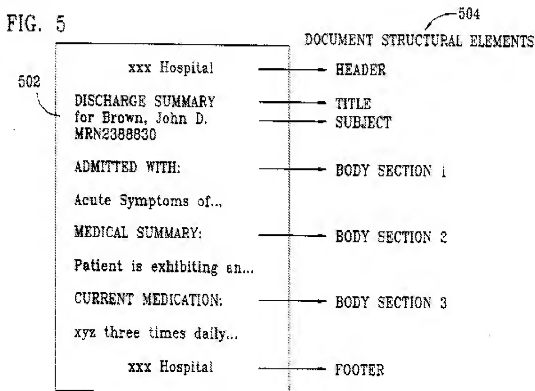 FIG. 5
504
DOCUMENT STRUCTURAL ELEMENTS
502
xxx Hospital HEADER
DISCHARGE SUMMARY TITLE
for Brown, John D. SUBJECT
MRN2388830
ADMITTED WITH: BODY SECTION 1
Acute Symptoms of...
MEDICAL SUMMARY: BODY SECTION 2
Patient is exhibiting an...
CURRENT MEDICATION: BODY SECTION 3
xyz three times daily...
xxx Hospital FOOTER